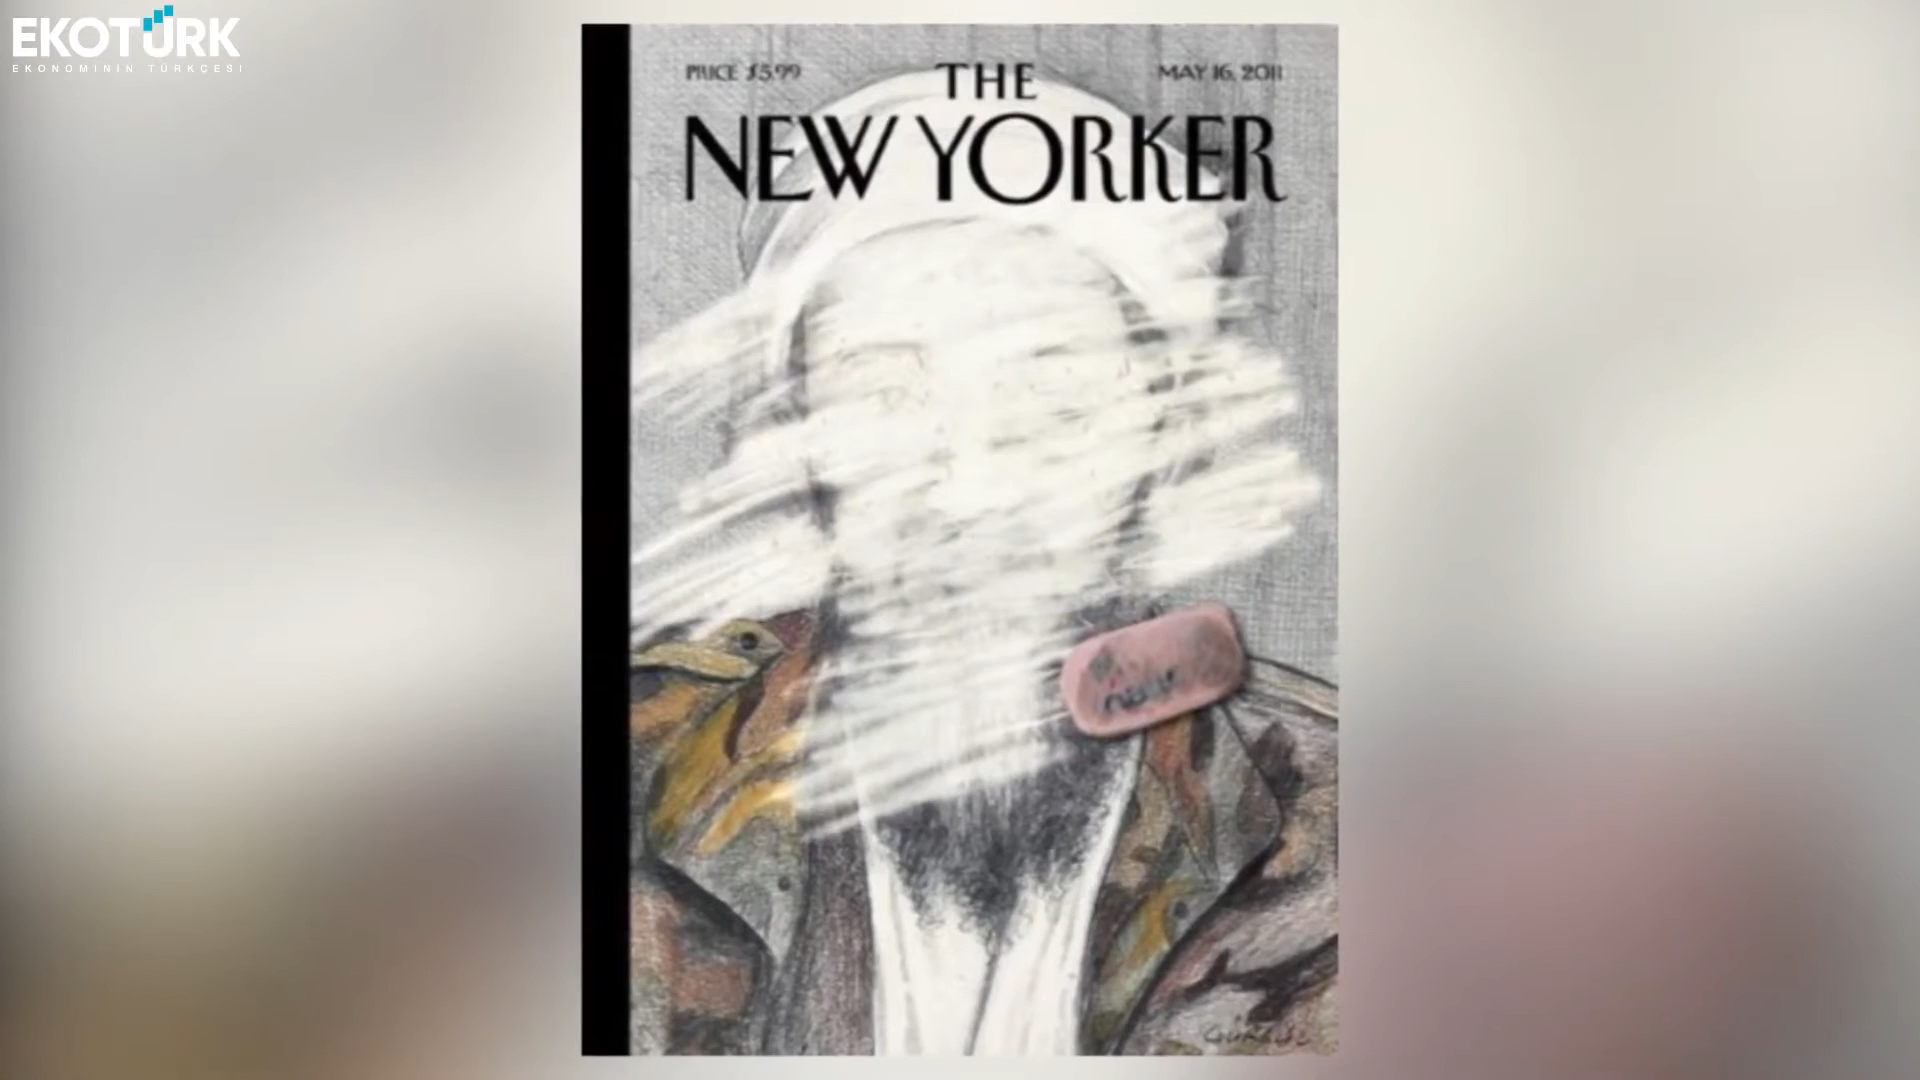 EKOTÜRK
EKONOMİNİN TÜRKÇESİ
PRICE $5.99
THE
MAY 16, 2011
NEW YORKER